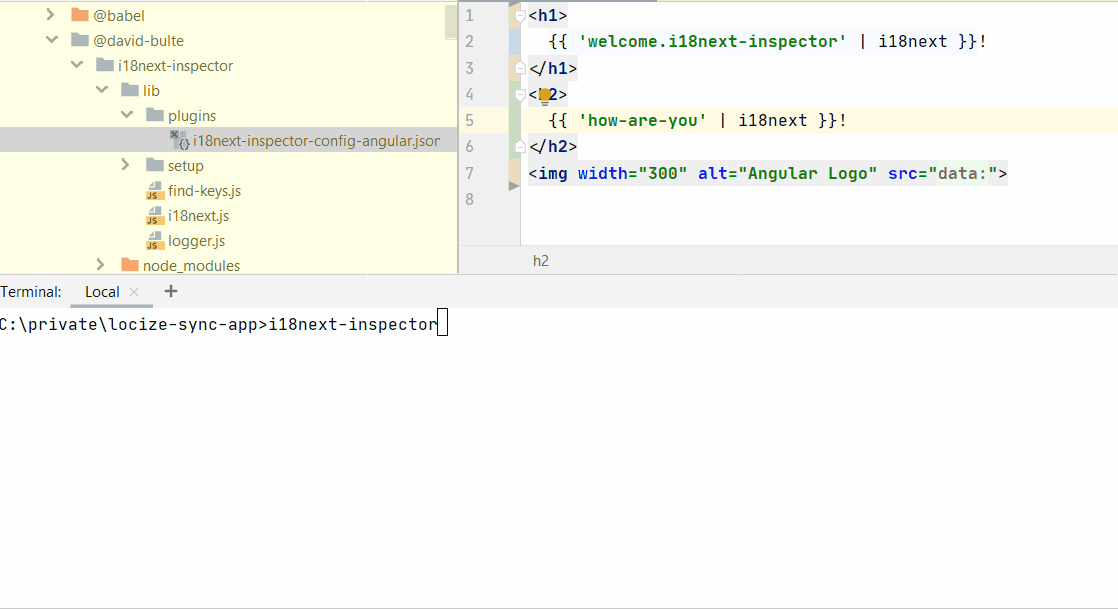 @babel
@david-bulte
i18next-inspector
lib
plugins
i18next-inspector-config-angular.json
setup
find-keys.js
i18next.js
logger.js
node_modules
1 <h1>
2 {{ 'welcome.i18next-inspector' | i18next }}!
3 </h1>
4 <h2>
5 {{ 'how-are-you' | i18next }}!
6 </h2>
7 <img width="300" alt="Angular Logo" src="data:">
8
h2
Terminal: Local × +
C:\private\locize-sync-app>i18next-inspector